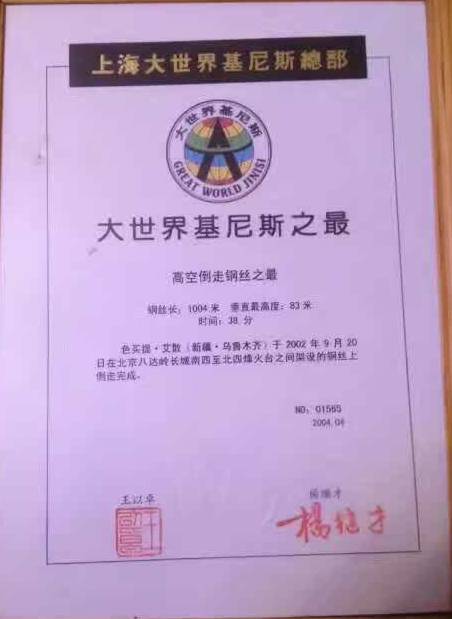 上海大世界基尼斯總部
大世界基尼斯
GREAT WORLD JINISI
大世界基尼斯之最
高空倒走钢丝之最
钢丝长：1004 米 垂直最高度：83 米
时间：38 分
色买提·艾散（新疆·乌鲁木齐）于 2002 年 9 月 20
日在北京八达岭长城南四至北四烽火台之间架设的钢丝上
倒走完成。
NO：01565
2004.04
王以卓